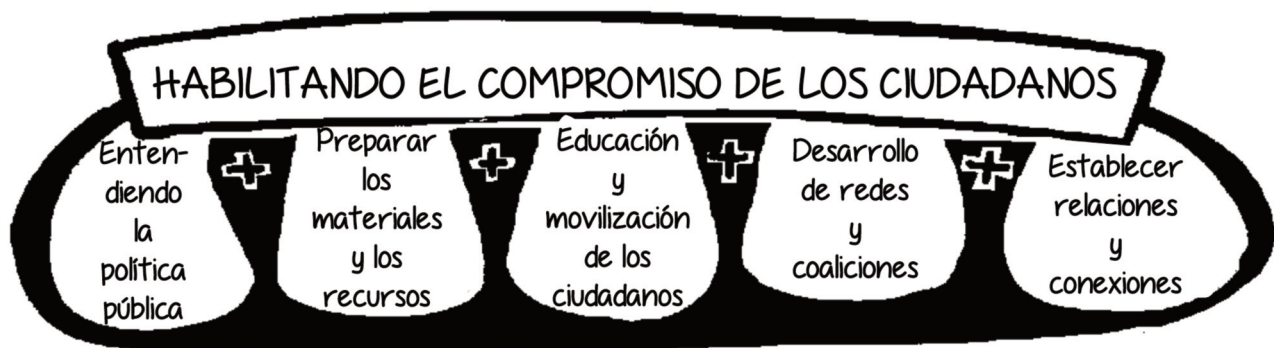 HABILITANDO EL COMPROMISO DE LOS CIUDADANOS
Enten-
diendo
la
política
pública
+
Preparar
los
materiales
y los
recursos
+
Educación
y
movilización
de los
ciudadanos
+
Desarrollo
de redes
y
coaliciones
+
Establecer
relaciones
y
conexiones